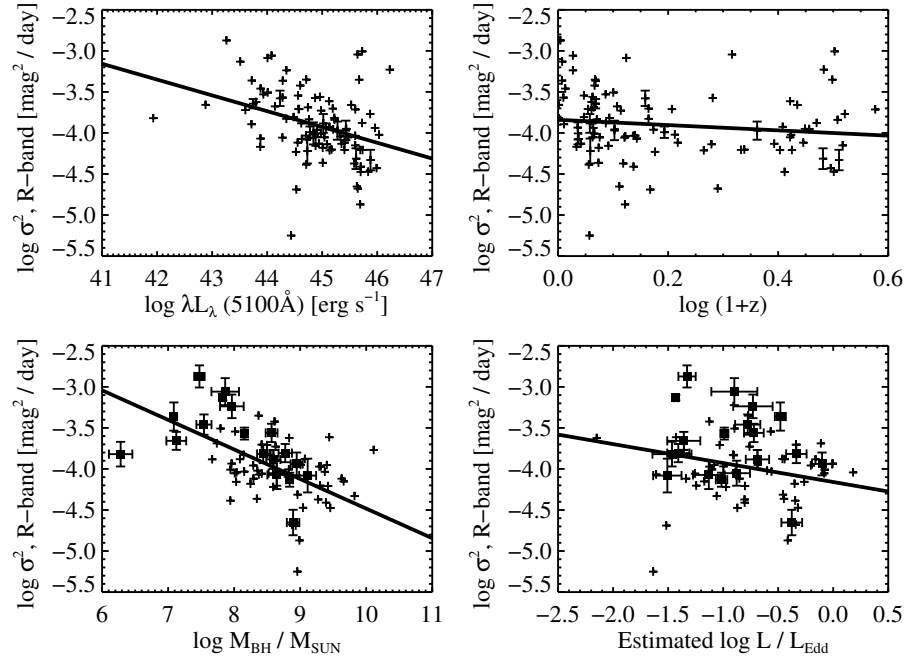 log σ², R−band [mag² / day]
−2.5
−3.0
−3.5
−4.0
−4.5
−5.0
−5.5
41 42 43 44 45 46 47
log λL_λ (5100Å) [erg s⁻¹]
log σ², R−band [mag² / day]
−2.5
−3.0
−3.5
−4.0
−4.5
−5.0
−5.5
0.0 0.2 0.4 0.6
log (1+z)
log σ², R−band [mag² / day]
−2.5
−3.0
−3.5
−4.0
−4.5
−5.0
−5.5
6 7 8 9 10 11
log M_BH / M_SUN
log σ², R−band [mag² / day]
−2.5
−3.0
−3.5
−4.0
−4.5
−5.0
−5.5
−2.5 −2.0 −1.5 −1.0 −0.5 0.0 0.5
Estimated log L / L_Edd